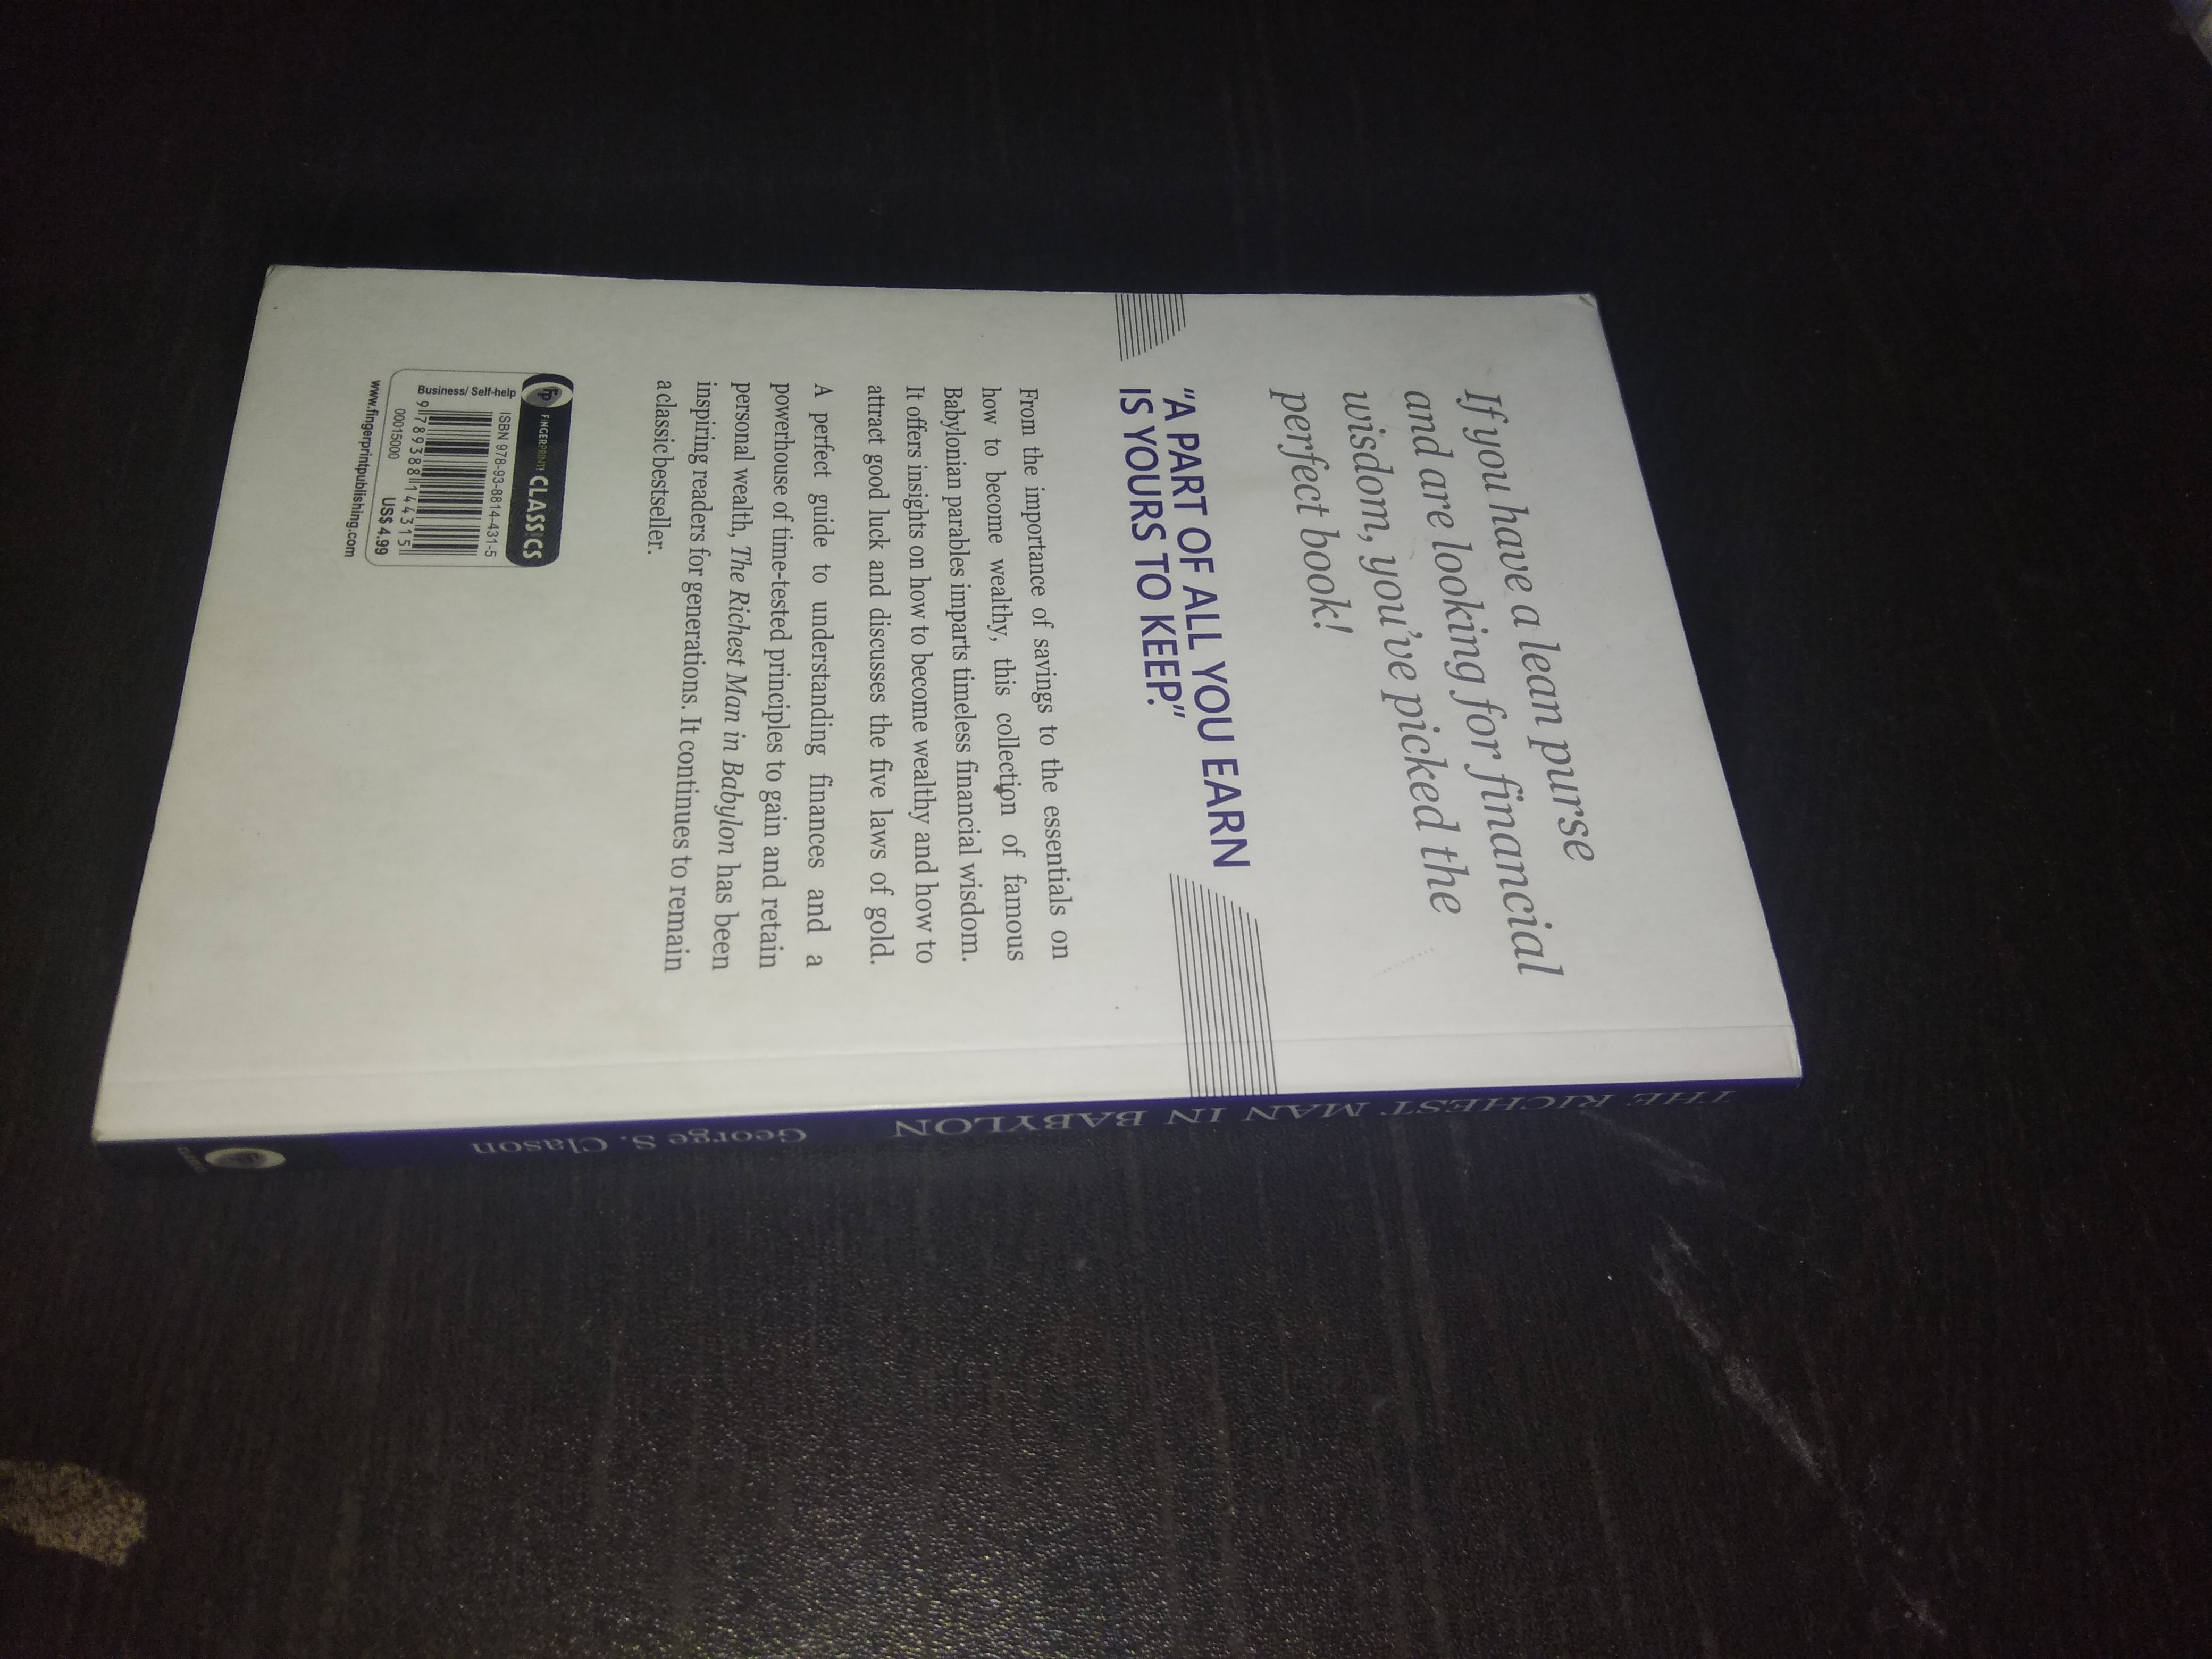 If you have a lean purse
and are looking for financial
wisdom, you've picked the
perfect book!
"A PART OF ALL YOU EARN
IS YOURS TO KEEP."
From the importance of savings to the essentials on
how to become wealthy, this collection of famous
Babylonian parables imparts timeless financial wisdom.
It offers insights on how to become wealthy and how to
attract good luck and discusses the five laws of gold.
A perfect guide to understanding finances and a
powerhouse of time-tested principles to gain and retain
personal wealth, The Richest Man in Babylon has been
inspiring readers for generations. It continues to remain
a classic bestseller.
FP FINGERPRINT! CLASS!CS
ISBN 978-93-8814-431-5
Business/ Self-help
9 789388 144315
00015000 US$ 4.99
www.fingerprintpublishing.com
THE RICHEST MAN IN BABYLON George S. Clason